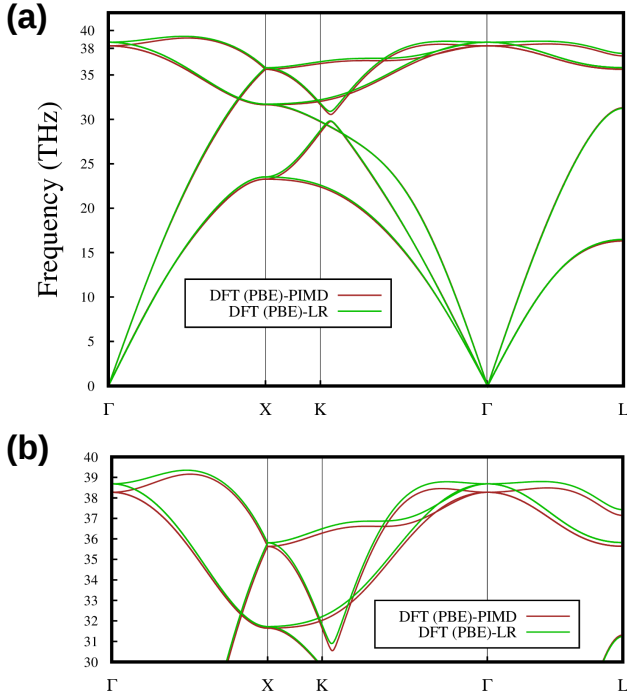 (a)
Frequency (THz)
40
38
35
30
25
20
15
10
5
0
DFT (PBE)-PIMD
DFT (PBE)-LR
Γ X K Γ L
(b)
40
39
38
37
36
35
34
33
32
31
30
DFT (PBE)-PIMD
DFT (PBE)-LR
Γ X K Γ L